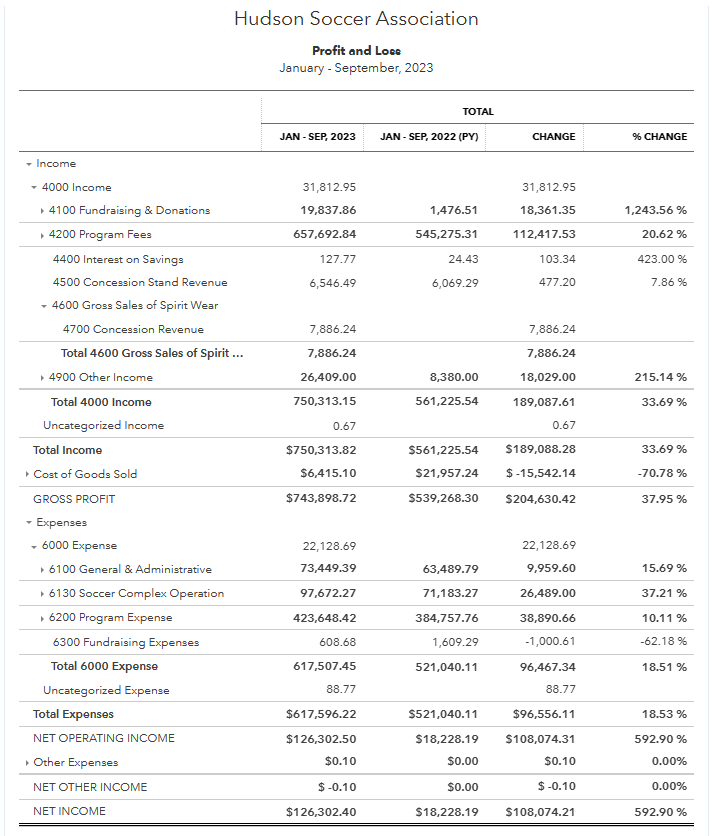 Hudson Soccer Association
Profit and Loss
January - September, 2023
TOTAL
JAN - SEP, 2023 JAN - SEP, 2022 (PY) CHANGE % CHANGE
Income
4000 Income 31,812.95 31,812.95
4100 Fundraising & Donations 19,837.86 1,476.51 18,361.35 1,243.56 %
4200 Program Fees 657,692.84 545,275.31 112,417.53 20.62 %
4400 Interest on Savings 127.77 24.43 103.34 423.00 %
4500 Concession Stand Revenue 6,546.49 6,069.29 477.20 7.86 %
4600 Gross Sales of Spirit Wear
4700 Concession Revenue 7,886.24 7,886.24
Total 4600 Gross Sales of Spirit ... 7,886.24 7,886.24
4900 Other Income 26,409.00 8,380.00 18,029.00 215.14 %
Total 4000 Income 750,313.15 561,225.54 189,087.61 33.69 %
Uncategorized Income 0.67 0.67
Total Income $750,313.82 $561,225.54 $189,088.28 33.69 %
Cost of Goods Sold $6,415.10 $21,957.24 $ -15,542.14 -70.78 %
GROSS PROFIT $743,898.72 $539,268.30 $204,630.42 37.95 %
Expenses
6000 Expense 22,128.69 22,128.69
6100 General & Administrative 73,449.39 63,489.79 9,959.60 15.69 %
6130 Soccer Complex Operation 97,672.27 71,183.27 26,489.00 37.21 %
6200 Program Expense 423,648.42 384,757.76 38,890.66 10.11 %
6300 Fundraising Expenses 608.68 1,609.29 -1,000.61 -62.18 %
Total 6000 Expense 617,507.45 521,040.11 96,467.34 18.51 %
Uncategorized Expense 88.77 88.77
Total Expenses $617,596.22 $521,040.11 $96,556.11 18.53 %
NET OPERATING INCOME $126,302.50 $18,228.19 $108,074.31 592.90 %
Other Expenses $0.10 $0.00 $0.10 0.00%
NET OTHER INCOME $ -0.10 $0.00 $ -0.10 0.00%
NET INCOME $126,302.40 $18,228.19 $108,074.21 592.90 %